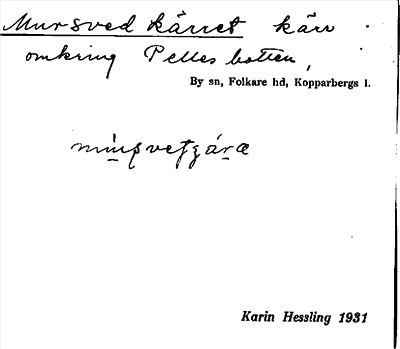 Mursved kärret kärr
omkring Pelles botten,
By sn, Folkare hd, Kopparbergs l.
Karin Hessling 1931